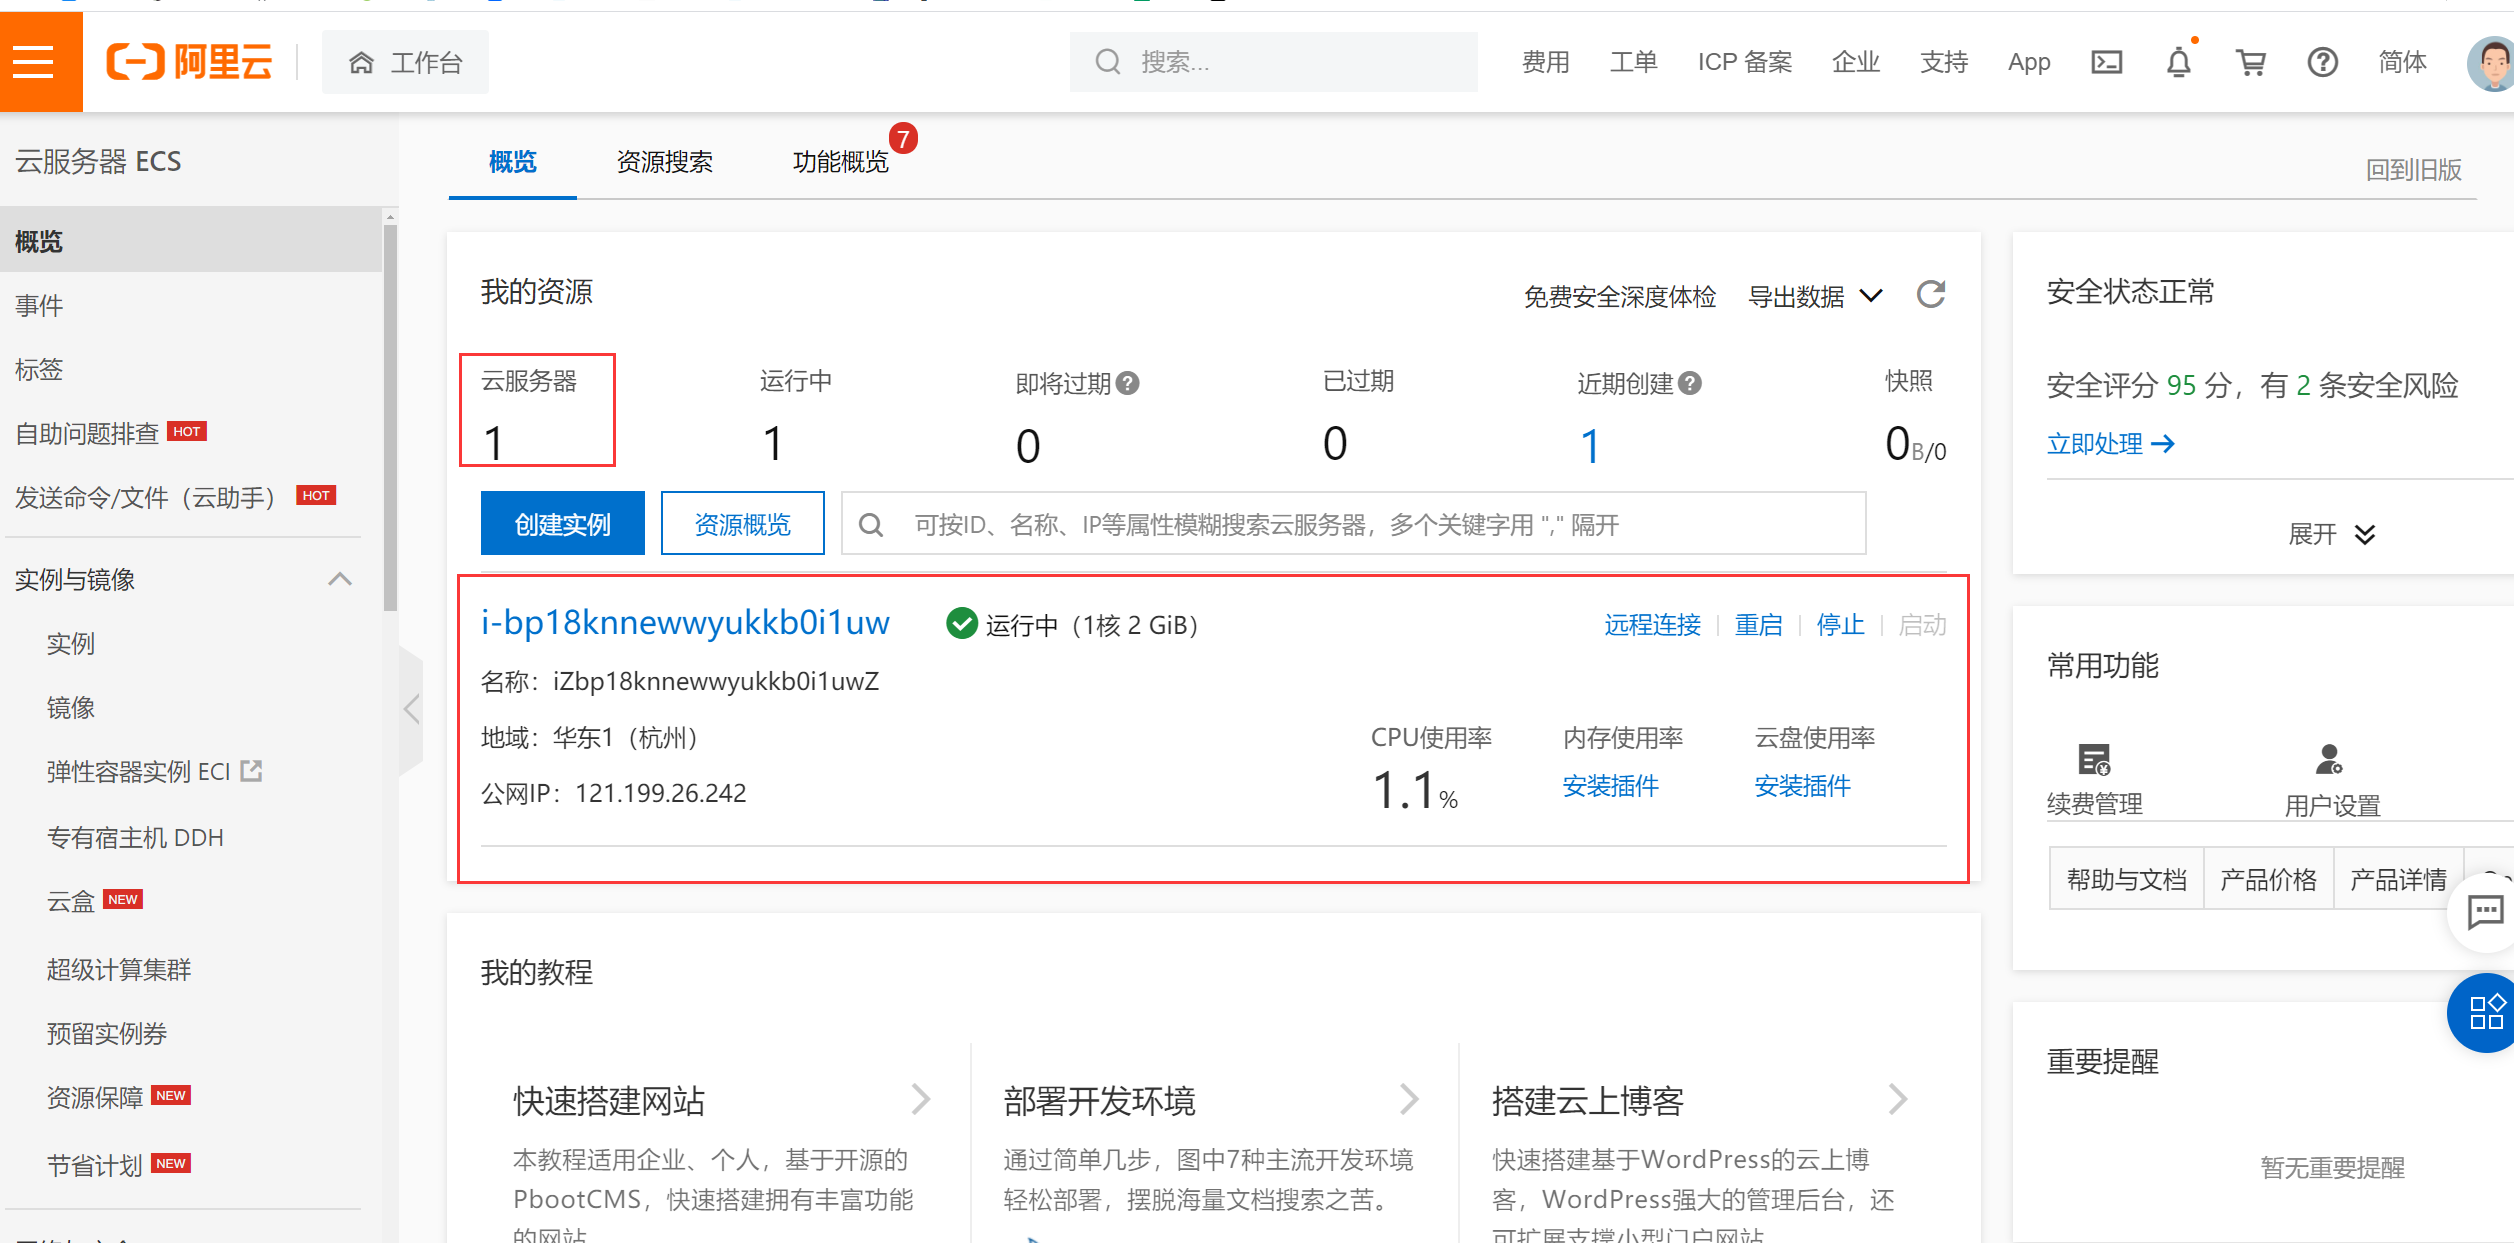 阿里云
工作台
搜索...
费用
工单
ICP 备案
企业
支持
App
简体
云服务器 ECS
概览
事件
标签
自助问题排查 HOT
发送命令/文件（云助手） HOT
实例与镜像
实例
镜像
弹性容器实例 ECI
专有宿主机 DDH
云盒 NEW
超级计算集群
预留实例券
资源保障 NEW
节省计划 NEW
概览
资源搜索
功能概览
7
回到旧版
我的资源
免费安全深度体检
导出数据
云服务器
1
运行中
1
即将过期
0
已过期
0
近期创建
1
快照
0B/0
创建实例
资源概览
可按ID、名称、IP等属性模糊搜索云服务器，多个关键字用 "," 隔开
i-bp18knnewwyukkb0i1uw
运行中（1核 2 GiB）
远程连接
重启
停止
启动
名称：iZbp18knnewwyukkb0i1uwZ
地域：华东1（杭州）
公网IP：121.199.26.242
CPU使用率
1.1%
内存使用率
安装插件
云盘使用率
安装插件
我的教程
快速搭建网站
本教程适用企业、个人，基于开源的
PbootCMS，快速搭建拥有丰富功能
的网站
部署开发环境
通过简单几步，图中7种主流开发环境
轻松部署，摆脱海量文档搜索之苦。
搭建云上博客
快速搭建基于WordPress的云上博
客，WordPress强大的管理后台，还
可扩展支撑小型门户网站
安全状态正常
安全评分 95 分，有 2 条安全风险
立即处理
展开
常用功能
续费管理
用户设置
帮助与文档
产品价格
产品详情
重要提醒
暂无重要提醒